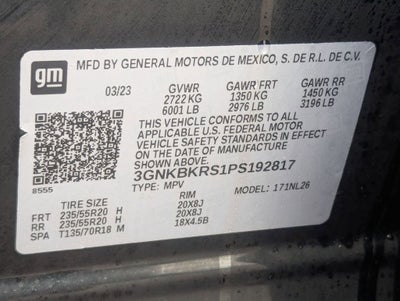 gm
MFD BY GENERAL MOTORS DE MEXICO, S. DE R.L. DE C.V.
03/23 GVWR GAWR FRT GAWR RR
2722 KG 1350 KG 1450 KG
6001 LB 2976 LB 3196 LB
THIS VEHICLE CONFORMS TO ALL
APPLICABLE U.S. FEDERAL MOTOR
VEHICLE SAFETY STANDARDS IN EFFECT
ON THE DATE OF MANUFACTURE
SHOWN ABOVE.
3GNKBKRS1PS192817
8555 TYPE: MPV MODEL: 171NL26
TIRE SIZE RIM
FRT 235/55R20 H 20X8J
RR 235/55R20 H 20X8J
SPA T135/70R18 M 18X4.5B